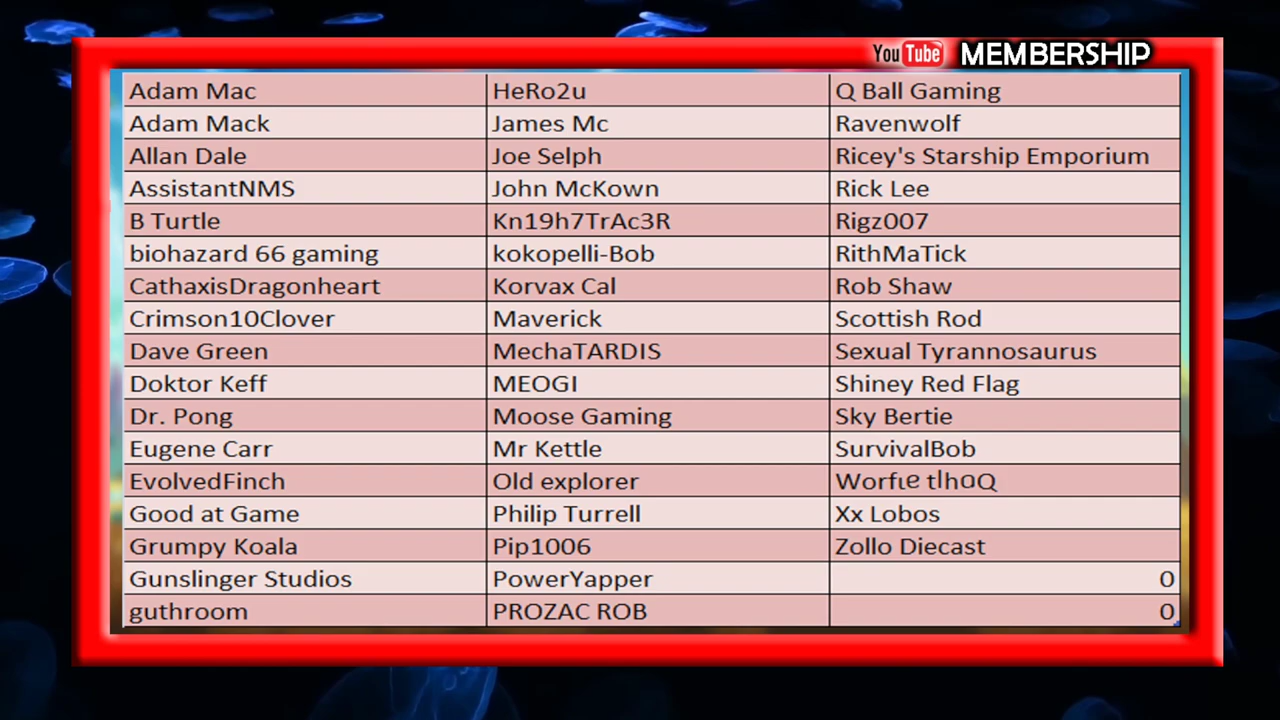 YouTube MEMBERSHIP
Adam Mac HeRo2u Q Ball Gaming
Adam Mack James Mc Ravenwolf
Allan Dale Joe Selph Ricey's Starship Emporium
AssistantNMS John McKown Rick Lee
B Turtle Kn19h7TrAc3R Rigz007
biohazard 66 gaming kokopelli-Bob RithMaTick
CathaxisDragonheart Korvax Cal Rob Shaw
Crimson10Clover Maverick Scottish Rod
Dave Green MechaTARDIS Sexual Tyrannosaurus
Doktor Keff MEOGI Shiney Red Flag
Dr. Pong Moose Gaming Sky Bertie
Eugene Carr Mr Kettle SurvivalBob
EvolvedFinch Old explorer Worfιɐ tlhɑQ
Good at Game Philip Turrell Xx Lobos
Grumpy Koala Pip1006 Zollo Diecast
Gunslinger Studios PowerYapper 0
guthroom PROZAC ROB 0